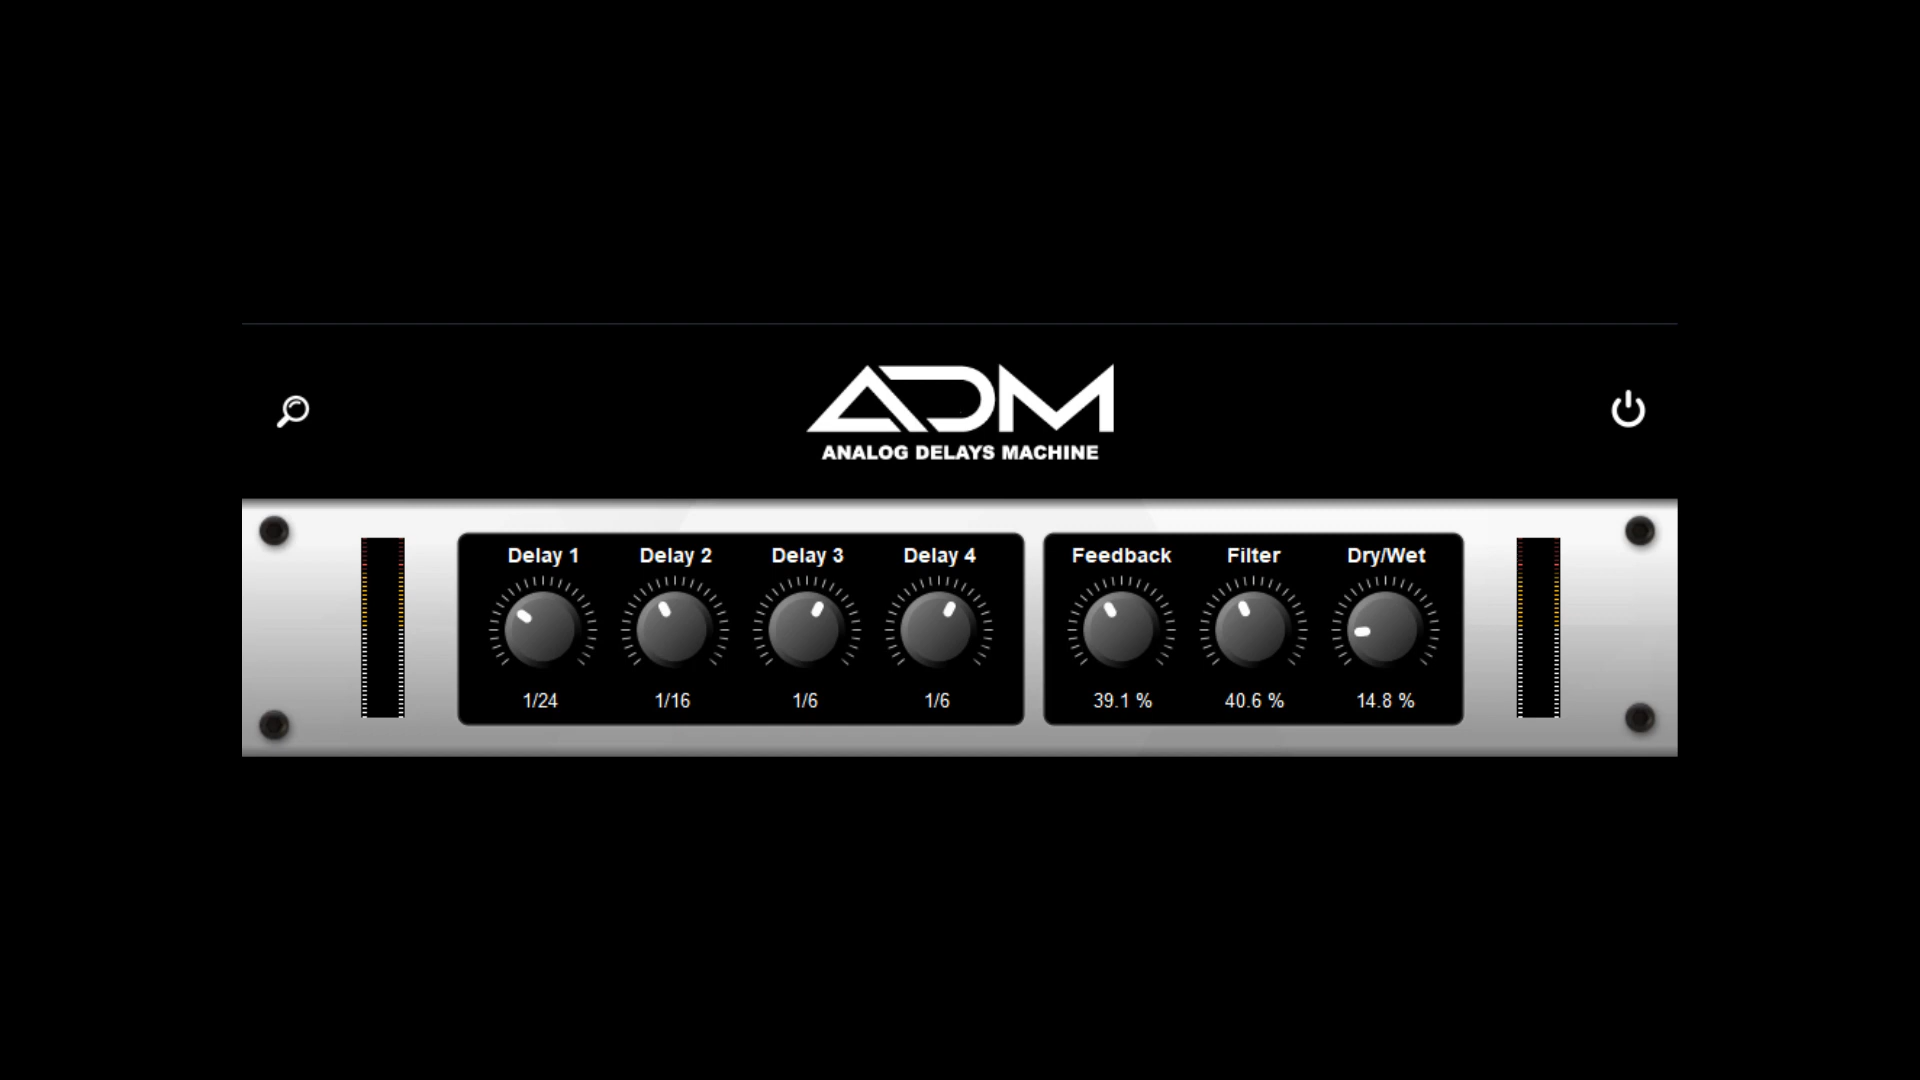 ADM
ANALOG DELAYS MACHINE
Delay 1 Delay 2 Delay 3 Delay 4 Feedback Filter Dry/Wet
1/24 1/16 1/6 1/6 39.1 % 40.6 % 14.8 %